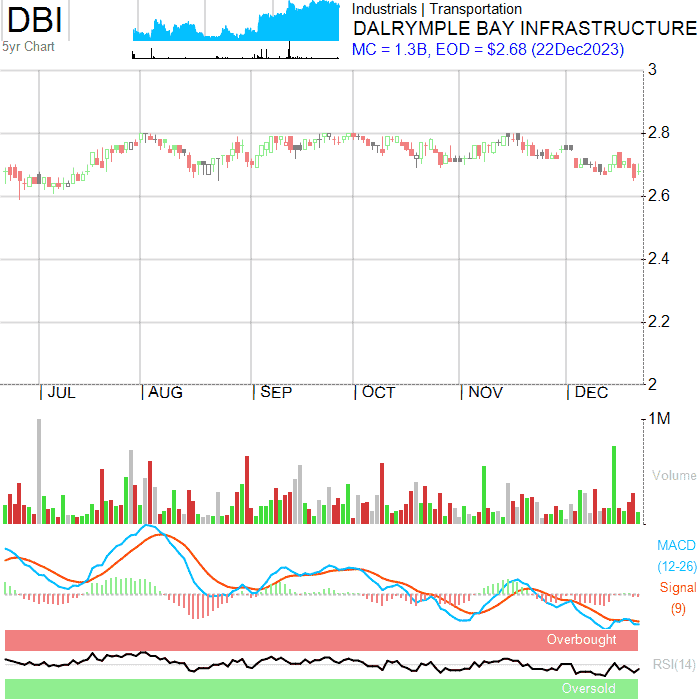 DBI
5yr Chart
Industrials | Transportation
DALRYMPLE BAY INFRASTRUCTURE
MC = 1.3B, EOD = $2.68 (22Dec2023)
3
2.8
2.6
2.4
2.2
2
JUL
AUG
SEP
OCT
NOV
DEC
1M
Volume
MACD
(12-26)
Signal
(9)
Overbought
RSI(14)
Oversold